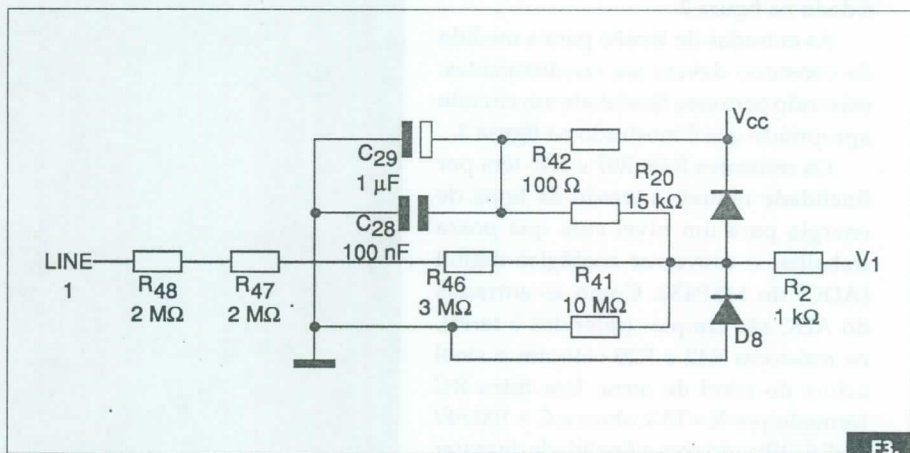 VCC
C29
1 µF
R42
100 Ω
R20
15 kΩ
C28
100 nF
LINE
1
R48
2 MΩ
R47
2 MΩ
R46
3 MΩ
R41
10 MΩ
V1
R2
1 kΩ
D8
F3.